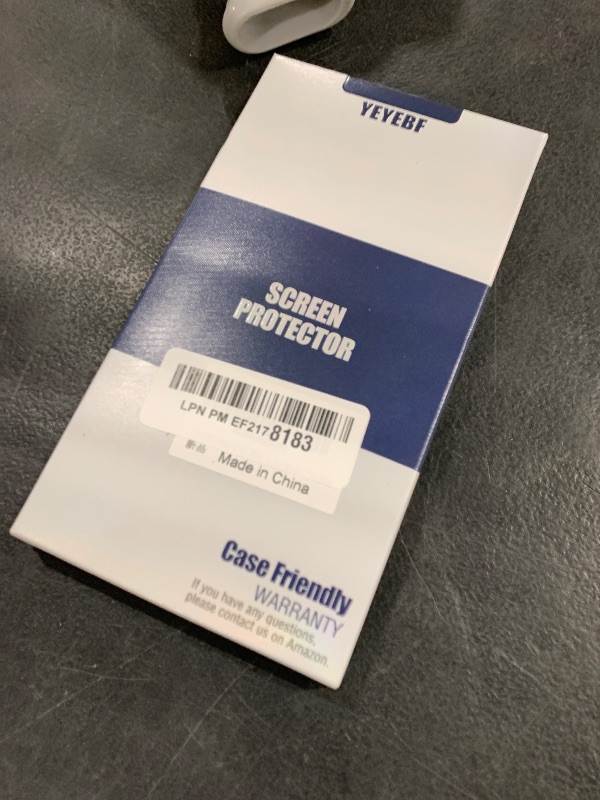 YEYEBF
SCREEN
PROTECTOR
LPN PM EF2178183
新品
Made in China
Case Friendly
WARRANTY
If you have any questions,
please contact us on Amazon.